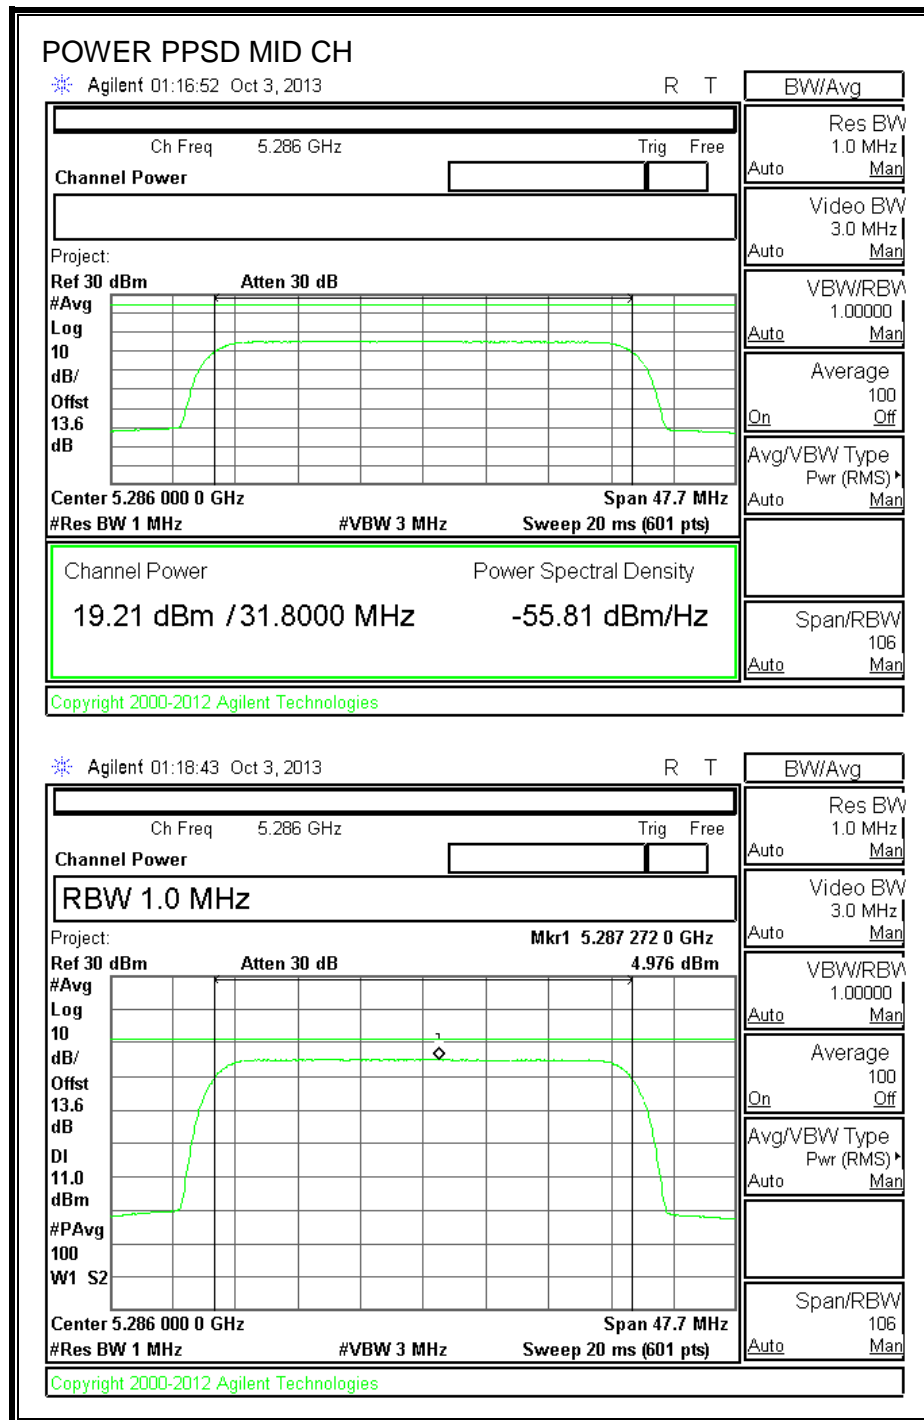 POWER PPSD MID CH
Agilent 01:16:52 Oct 3, 2013 R T
BW/Avg
Ch Freq 5.286 GHz Trig Free
Channel Power
Res BW
1.0 MHz
Auto Man
Video BW
3.0 MHz
Auto Man
Project:
Ref 30 dBm Atten 30 dB
#Avg
Log
10
dB/
Offst
13.6
dB
VBW/RBW
1.00000
Auto Man
Average
100
On Off
Avg/VBW Type
Pwr (RMS)
Auto Man
Center 5.286 000 0 GHz Span 47.7 MHz
#Res BW 1 MHz #VBW 3 MHz Sweep 20 ms (601 pts)
Channel Power Power Spectral Density
19.21 dBm / 31.8000 MHz -55.81 dBm/Hz
Span/RBW
106
Auto Man
Copyright 2000-2012 Agilent Technologies
Agilent 01:18:43 Oct 3, 2013 R T
BW/Avg
Ch Freq 5.286 GHz Trig Free
Channel Power
RBW 1.0 MHz
Res BW
1.0 MHz
Auto Man
Video BW
3.0 MHz
Auto Man
Project: Mkr1 5.287 272 0 GHz
Ref 30 dBm Atten 30 dB 4.976 dBm
#Avg
Log
10
dB/
Offst
13.6
dB
DI
11.0
dBm
#PAvg
100
W1 S2
1
VBW/RBW
1.00000
Auto Man
Average
100
On Off
Avg/VBW Type
Pwr (RMS)
Auto Man
Center 5.286 000 0 GHz Span 47.7 MHz
#Res BW 1 MHz #VBW 3 MHz Sweep 20 ms (601 pts)
Span/RBW
106
Auto Man
Copyright 2000-2012 Agilent Technologies